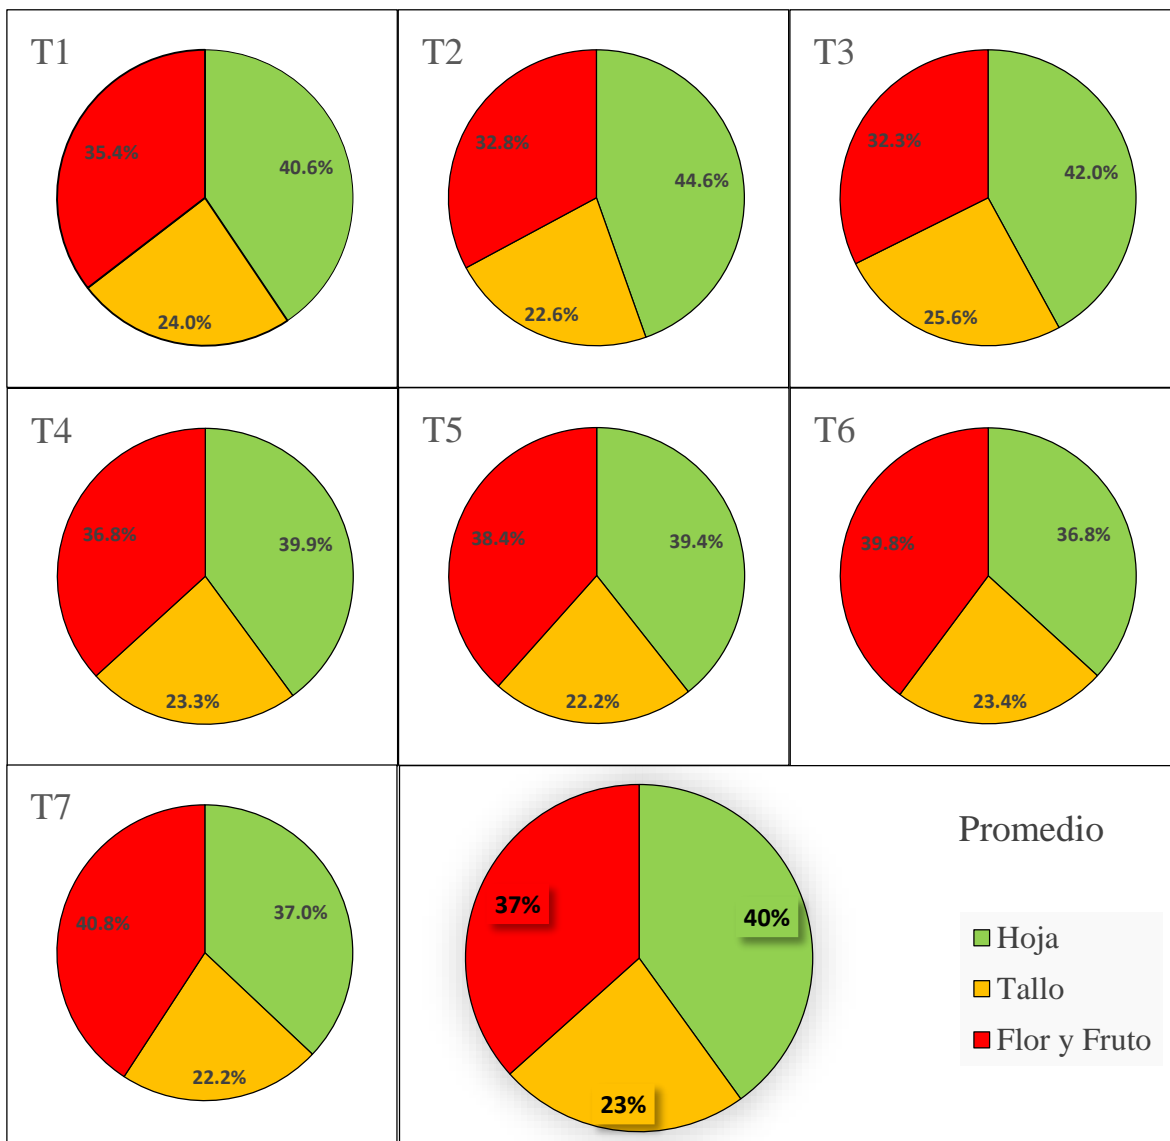 T1
35.4%
40.6%
24.0%
T2
32.8%
44.6%
22.6%
T3
32.3%
42.0%
25.6%
T4
36.8%
39.9%
23.3%
T5
38.4%
39.4%
22.2%
T6
39.8%
36.8%
23.4%
T7
40.8%
37.0%
22.2%
37%
40%
23%
Promedio
Hoja
Tallo
Flor y Fruto